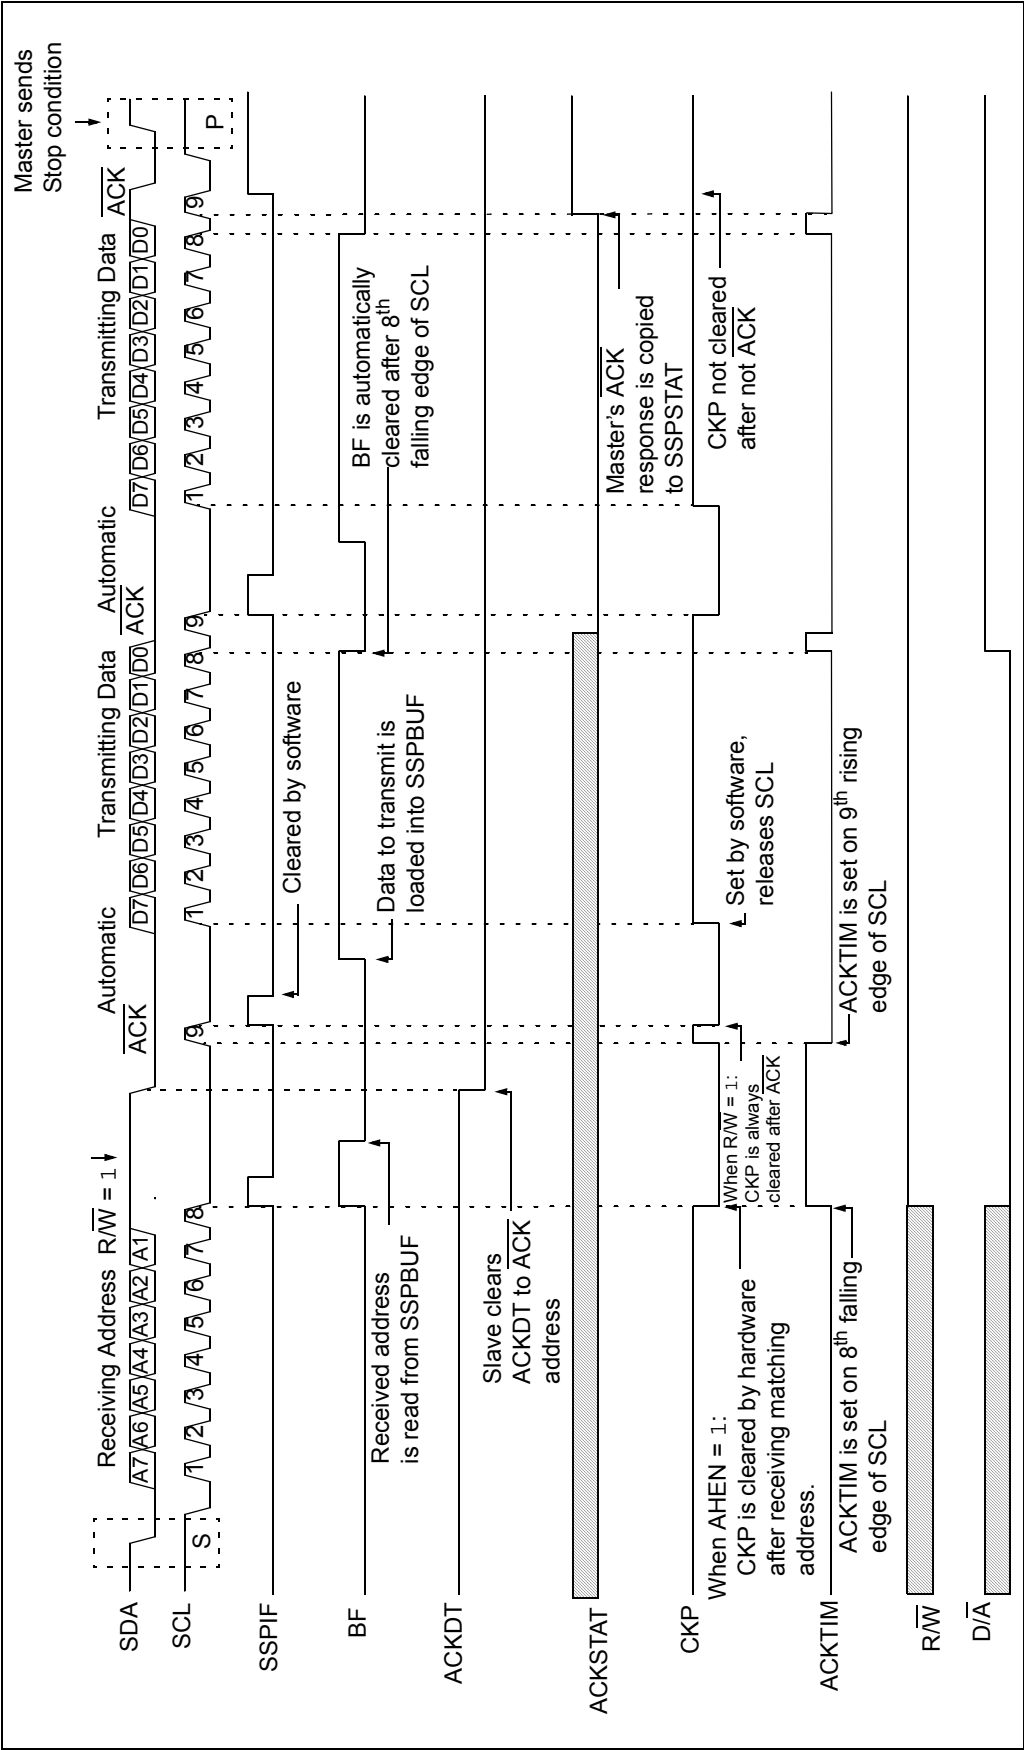 Master sends
Stop condition
Receiving Address R/W = 1
Automatic
ACK
Transmitting Data
Automatic
ACK
Transmitting Data
ACK
SDA
A7 A6 A5 A4 A3 A2 A1
D7 D6 D5 D4 D3 D2 D1 D0
D7 D6 D5 D4 D3 D2 D1 D0
SCL
S
1 2 3 4 5 6 7 8 9
1 2 3 4 5 6 7 8 9
1 2 3 4 5 6 7 8 9
P
SSPIF
Cleared by software
BF
Received address
is read from SSPBUF
Data to transmit is
loaded into SSPBUF
BF is automatically
cleared after 8th
falling edge of SCL
ACKDT
Slave clears
ACKDT to ACK
address
ACKSTAT
Master's ACK
response is copied
to SSPSTAT
CKP
When AHEN = 1:
CKP is cleared by hardware
after receiving matching
address.
When R/W = 1:
CKP is always
cleared after ACK
Set by software,
releases SCL
CKP not cleared
after not ACK
ACKTIM
ACKTIM is set on 8th falling
edge of SCL
ACKTIM is set on 9th rising
edge of SCL
R/W
D/A